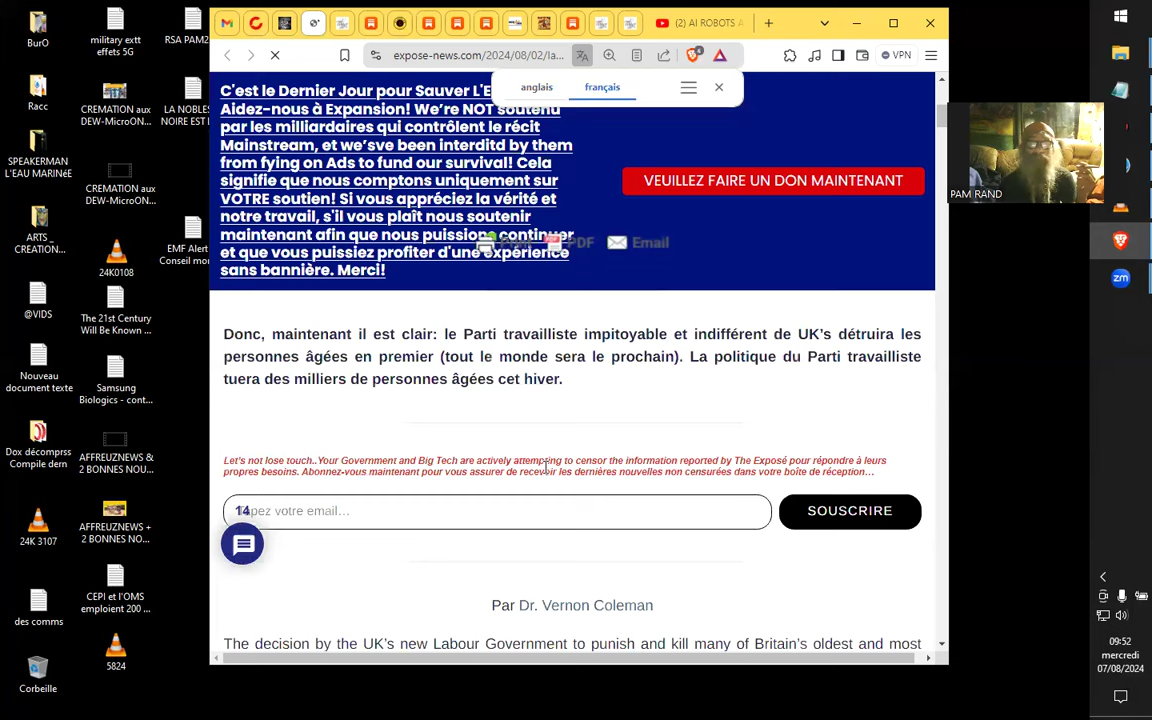 BurO
military extt
effets 5G
RSA PAM2
Racc
CREMATION aux
DEW-MicroON...
LA NOBLES
NOIRE EST I
SPEAKERMAN
L'EAU MARINéE
CREMATION aux
DEW-MicroON...
ARTS _
CREATION...
24K0108
EMF Alert
Conseil mor
@VIDS
The 21st Century
Will Be Known ...
Nouveau
document texte
Samsung
Biologics - cont...
Dox décomprss
Compile dern
AFFREUZNEWS &
2 BONNES NOU...
24K 3107
AFFREUZNEWS +
2 BONNES NO...
des comms
CEPI et l'OMS
emploient 200 ...
Corbeille
5824
(2) AI ROBOTS A
expose-news.com/2024/08/02/la...
VPN
anglais
français
C'est le Dernier Jour pour Sauver L'E
Aidez-nous à Expansion! We're NOT soutenu
par les milliardaires qui contrôlent le récit
Mainstream, et we'sve been interditd by them
from fying on Ads to fund our survival! Cela
signifie que nous comptons uniquement sur
VOTRE soutien! Si vous appréciez la vérité et
notre travail, s'il vous plaît nous soutenir
maintenant afin que nous puissions continuer
et que vous puissiez profiter d'une expérience
sans bannière. Merci!
VEUILLEZ FAIRE UN DON MAINTENANT
Print PDF Email
Donc, maintenant il est clair: le Parti travailliste impitoyable et indifférent de UK's détruira les
personnes âgées en premier (tout le monde sera le prochain). La politique du Parti travailliste
tuera des milliers de personnes âgées cet hiver.
Let's not lose touch..Your Government and Big Tech are actively attempting to censor the information reported by The Exposé pour répondre à leurs
propres besoins. Abonnez-vous maintenant pour vous assurer de recevoir les dernières nouvelles non censurées dans votre boîte de réception...
14
pez votre email...
SOUSCRIRE
Par Dr. Vernon Coleman
The decision by the UK's new Labour Government to punish and kill many of Britain's oldest and most
PAM RAND
zm
09:52
mercredi
07/08/2024